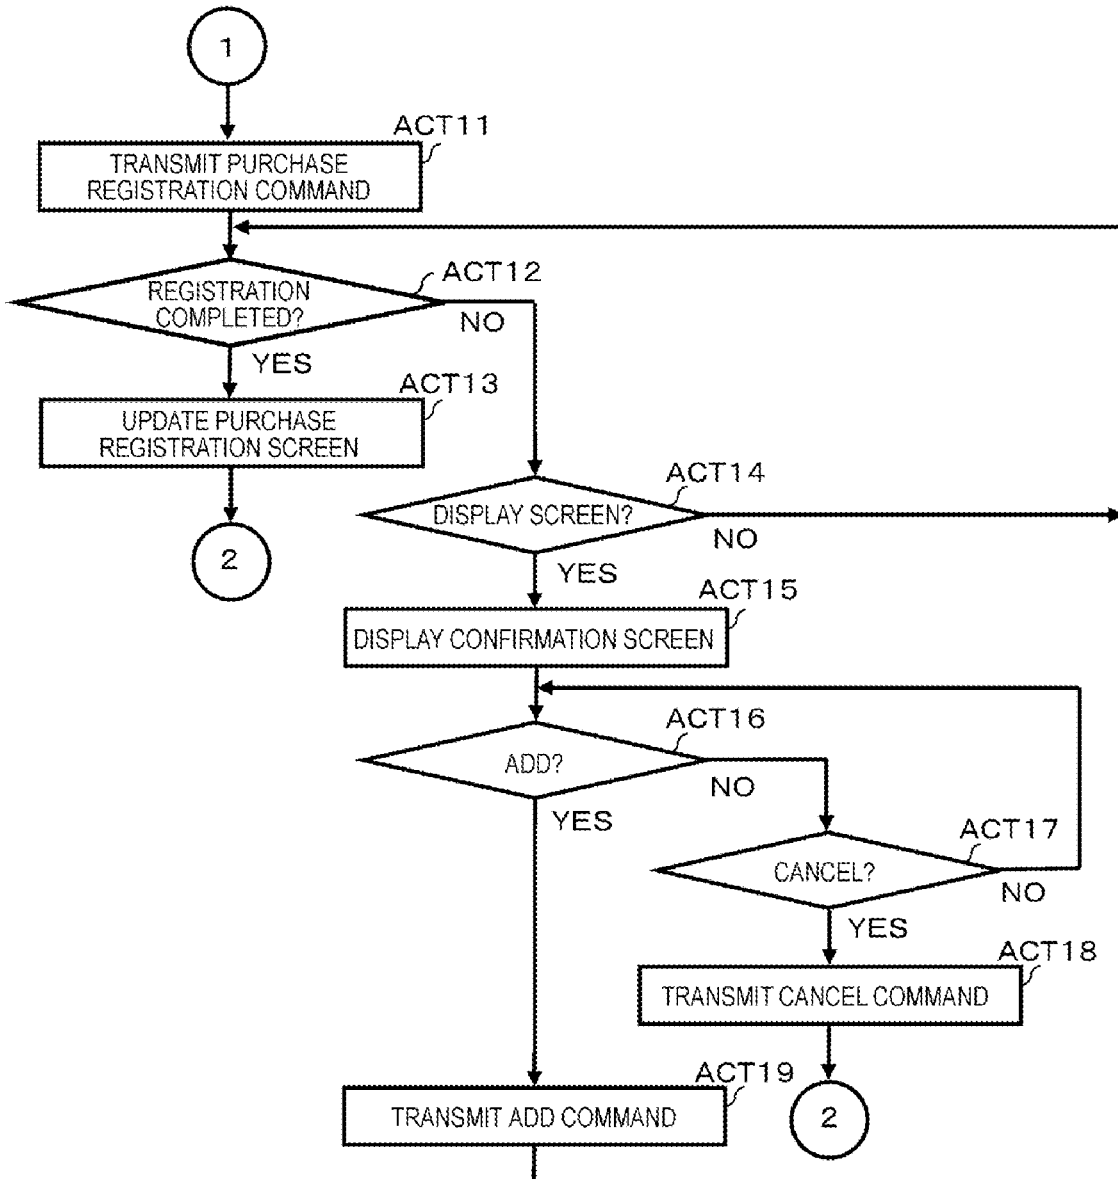 1
ACT11
TRANSMIT PURCHASE
REGISTRATION COMMAND
ACT12
REGISTRATION
COMPLETED?
NO
YES
ACT13
UPDATE PURCHASE
REGISTRATION SCREEN
2
ACT14
DISPLAY SCREEN?
NO
YES
ACT15
DISPLAY CONFIRMATION SCREEN
ACT16
ADD?
NO
YES
ACT17
CANCEL?
NO
YES
ACT18
TRANSMIT CANCEL COMMAND
2
ACT19
TRANSMIT ADD COMMAND